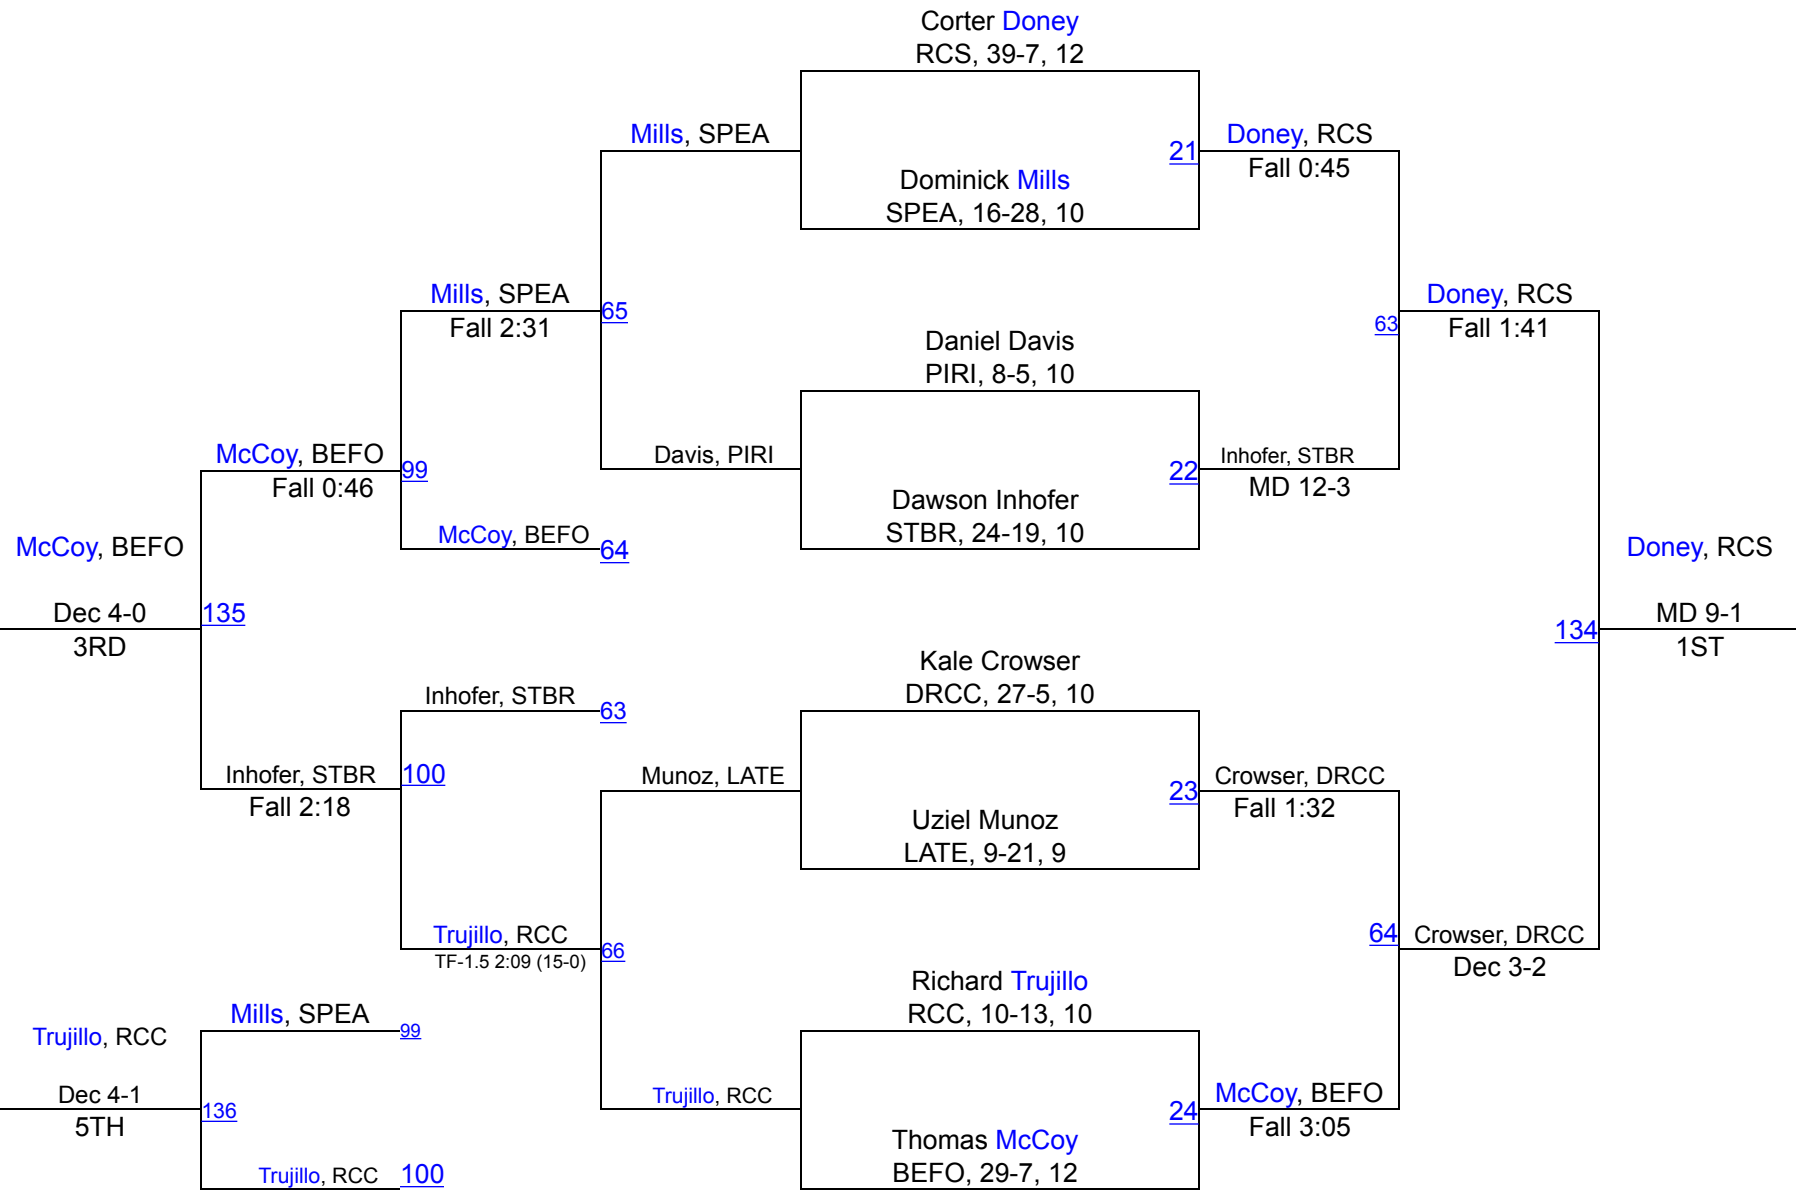 Corter Doney
RCS, 39-7, 12
Mills, SPEA
21
Doney, RCS
Fall 0:45
Dominick Mills
SPEA, 16-28, 10
Mills, SPEA
Fall 2:31
65
Doney, RCS
63
Fall 1:41
Daniel Davis
PIRI, 8-5, 10
McCoy, BEFO
Fall 0:46
99
Davis, PIRI
22
Inhofer, STBR
MD 12-3
Dawson Inhofer
STBR, 24-19, 10
McCoy, BEFO
64
McCoy, BEFO
Dec 4-0
3RD
135
Doney, RCS
134
MD 9-1
1ST
Kale Crowser
DRCC, 27-5, 10
Inhofer, STBR
63
Inhofer, STBR
Fall 2:18
100
Munoz, LATE
23
Crowser, DRCC
Fall 1:32
Uziel Munoz
LATE, 9-21, 9
Trujillo, RCC
TF-1.5 2:09 (15-0)
66
64
Crowser, DRCC
Dec 3-2
Richard Trujillo
RCC, 10-13, 10
Mills, SPEA
99
Trujillo, RCC
Dec 4-1
5TH
136
Trujillo, RCC
24
McCoy, BEFO
Fall 3:05
Thomas McCoy
BEFO, 29-7, 12
Trujillo, RCC
100